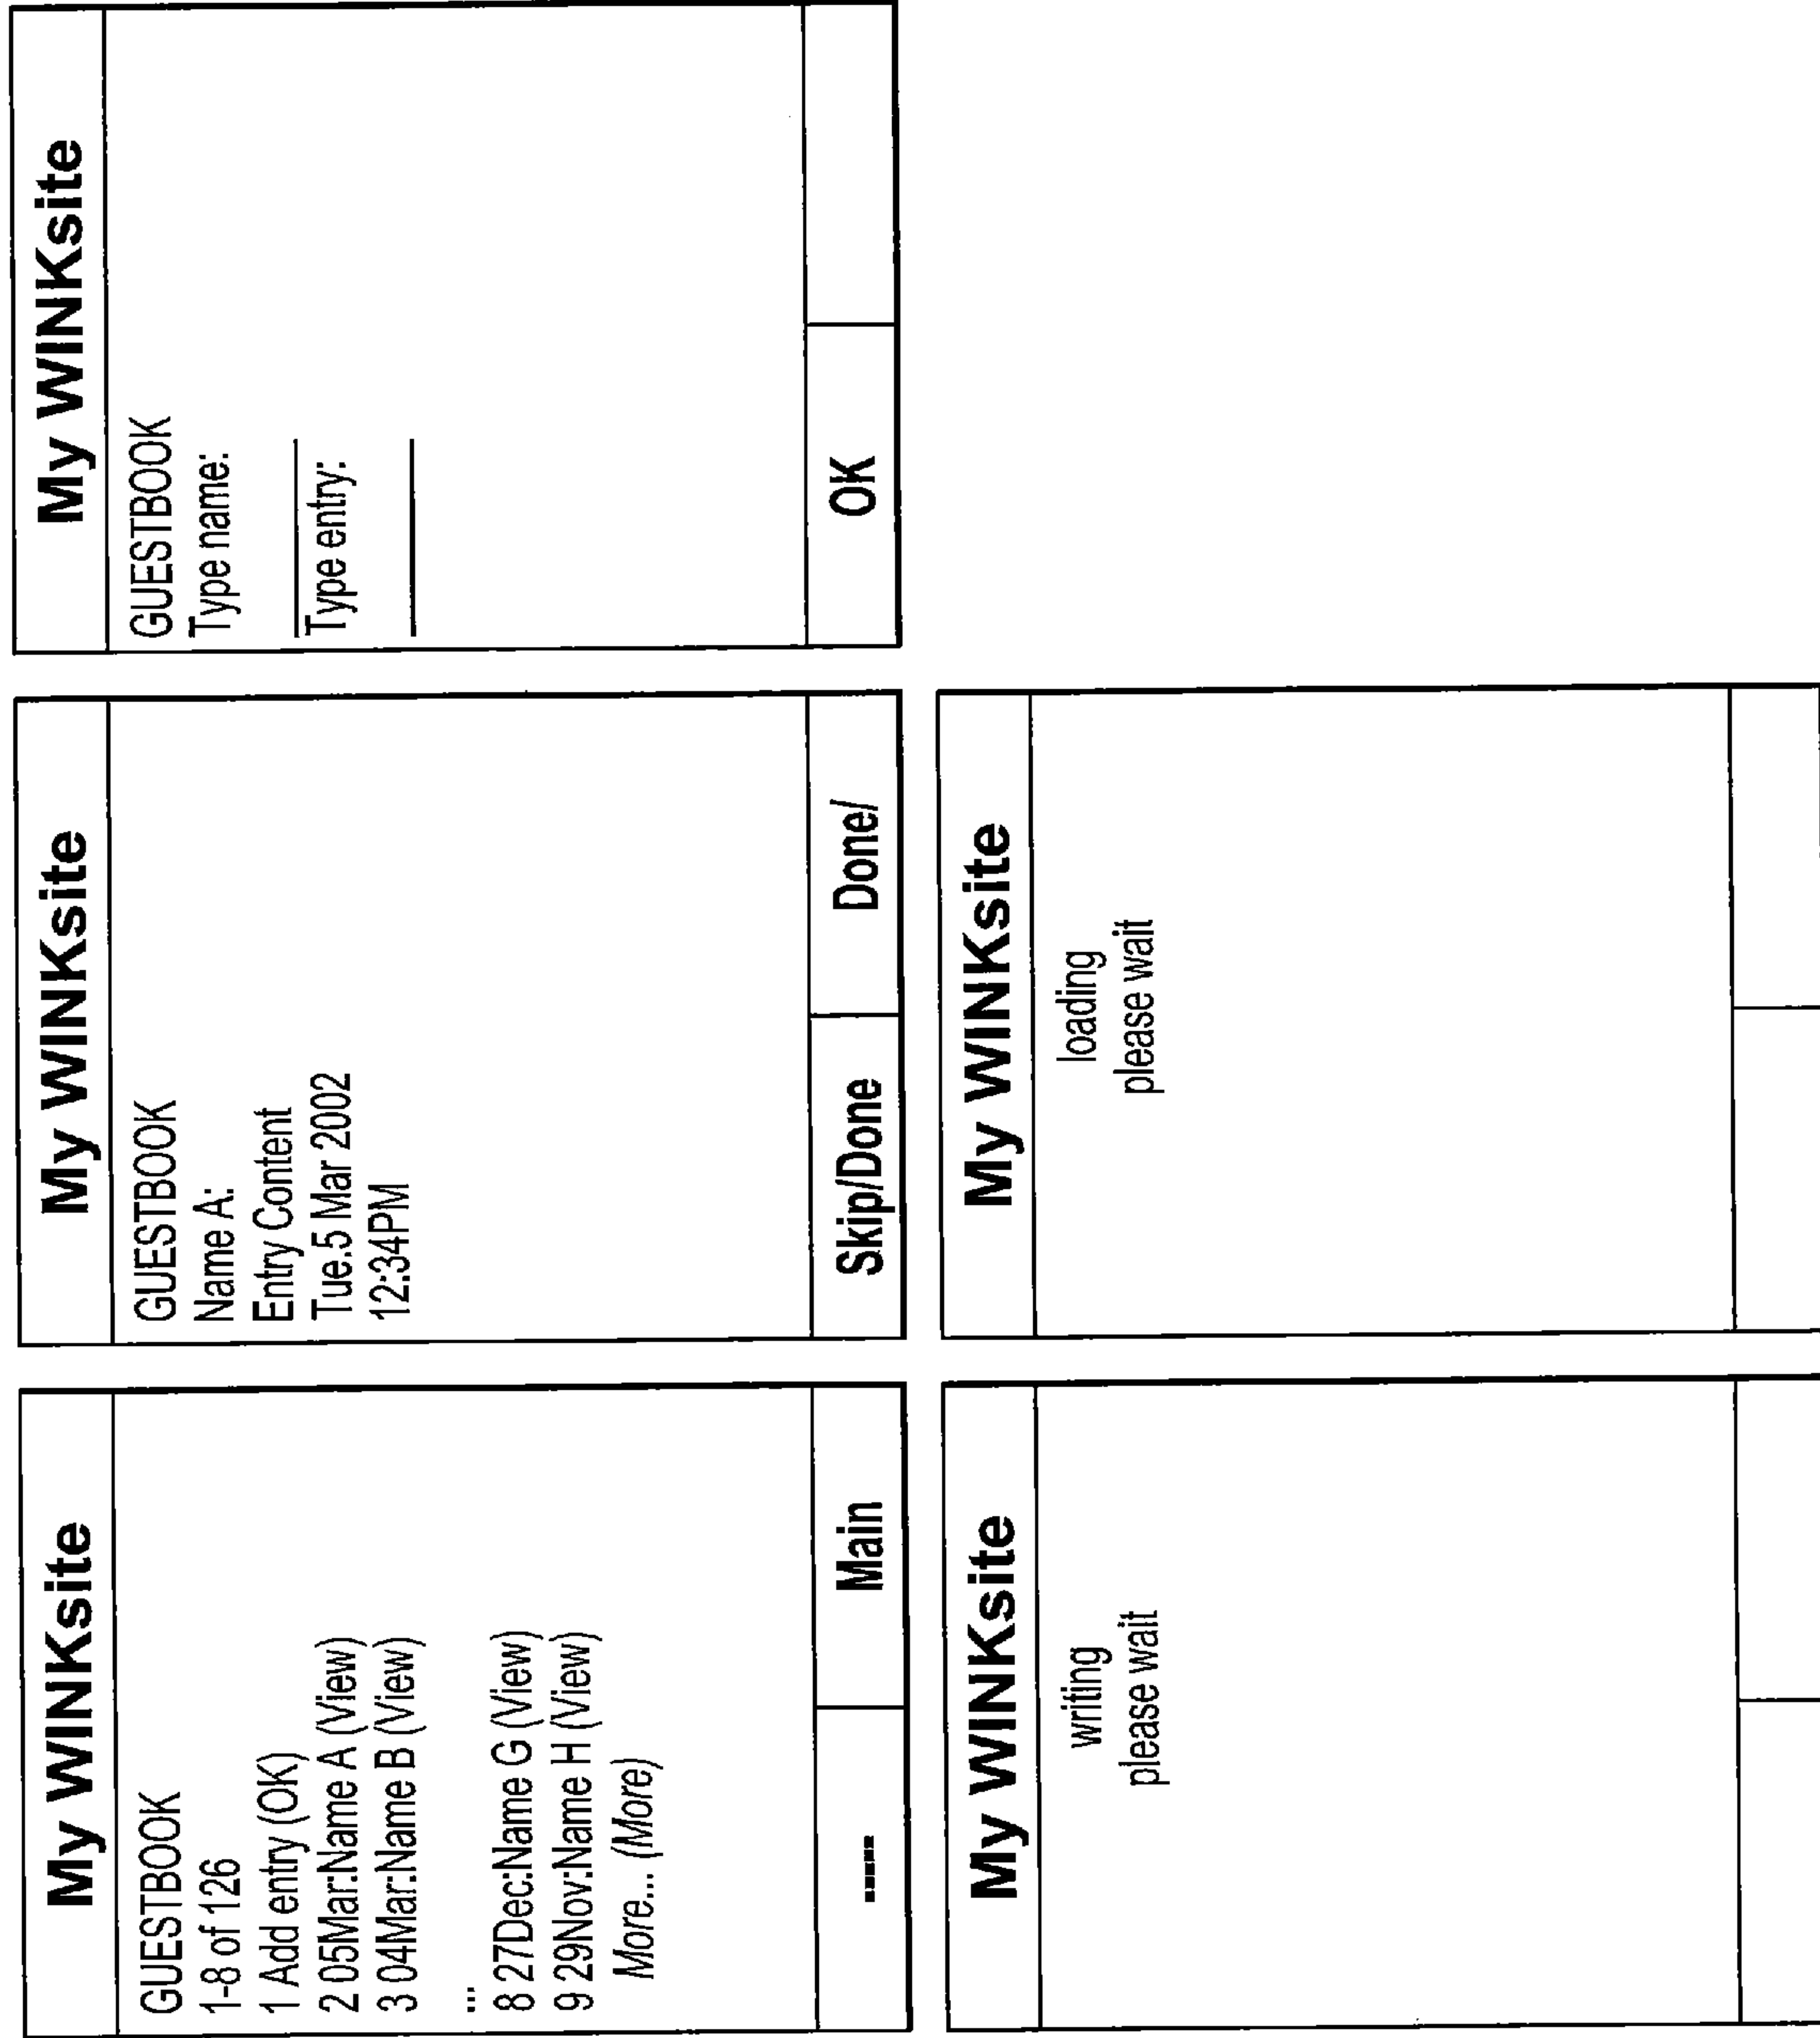 My WINKsite
GUESTBOOK
1-8 of 126
1 Add entry (OK)
2 05Mar:Name A (View)
3 04Mar:Name B (View)
...
8 27Dec:Name G (View)
9 29Nov:Name H (View)
More... (More)
-----
Main
My WINKsite
GUESTBOOK
Name A:
Entry Content
Tue.5 Mar 2002
12:34PM
Skip/Done
Done/
My WINKsite
GUESTBOOK
Type name:
Type entry:
OK
My WINKsite
writing
please wait
My WINKsite
loading
please wait